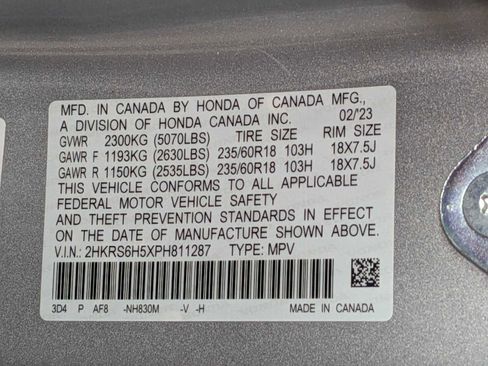 MFD. IN CANADA BY HONDA OF CANADA MFG.,
A DIVISION OF HONDA CANADA INC. 02/'23
GVWR 2300KG (5070LBS) TIRE SIZE RIM SIZE
GAWR F 1193KG (2630LBS) 235/60R18 103H 18X7.5J
GAWR R 1150KG (2535LBS) 235/60R18 103H 18X7.5J
THIS VEHICLE CONFORMS TO ALL APPLICABLE
FEDERAL MOTOR VEHICLE SAFETY
AND THEFT PREVENTION STANDARDS IN EFFECT
ON THE DATE OF MANUFACTURE SHOWN ABOVE.
V.I.N.: 2HKRS6H5XPH811287 TYPE: MPV
3D4 P AF8 -NH830M -V -H MADE IN CANADA